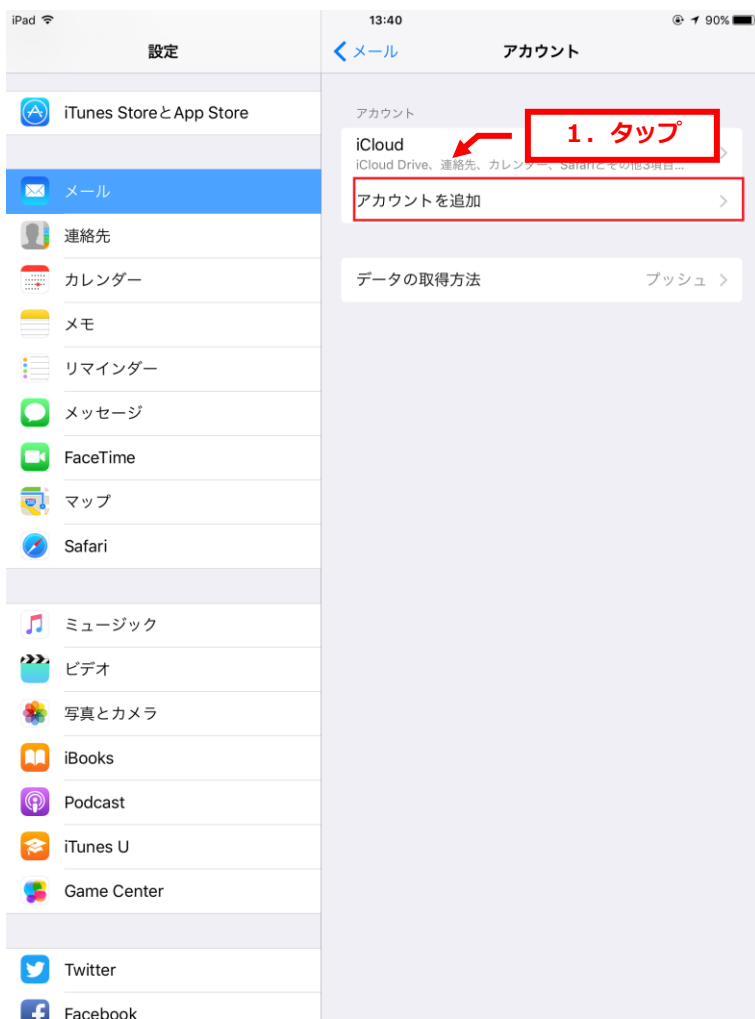 iPad
13:40
90%
設定
メール
アカウント
iTunes StoreとApp Store
メール
連絡先
カレンダー
メモ
リマインダー
メッセージ
FaceTime
マップ
Safari
ミュージック
ビデオ
写真とカメラ
iBooks
Podcast
iTunes U
Game Center
Twitter
Facebook
アカウント
1．タップ
iCloud
iCloud Drive、連絡先、カレンダー、Safariとその他3項目...
アカウントを追加
データの取得方法
プッシュ